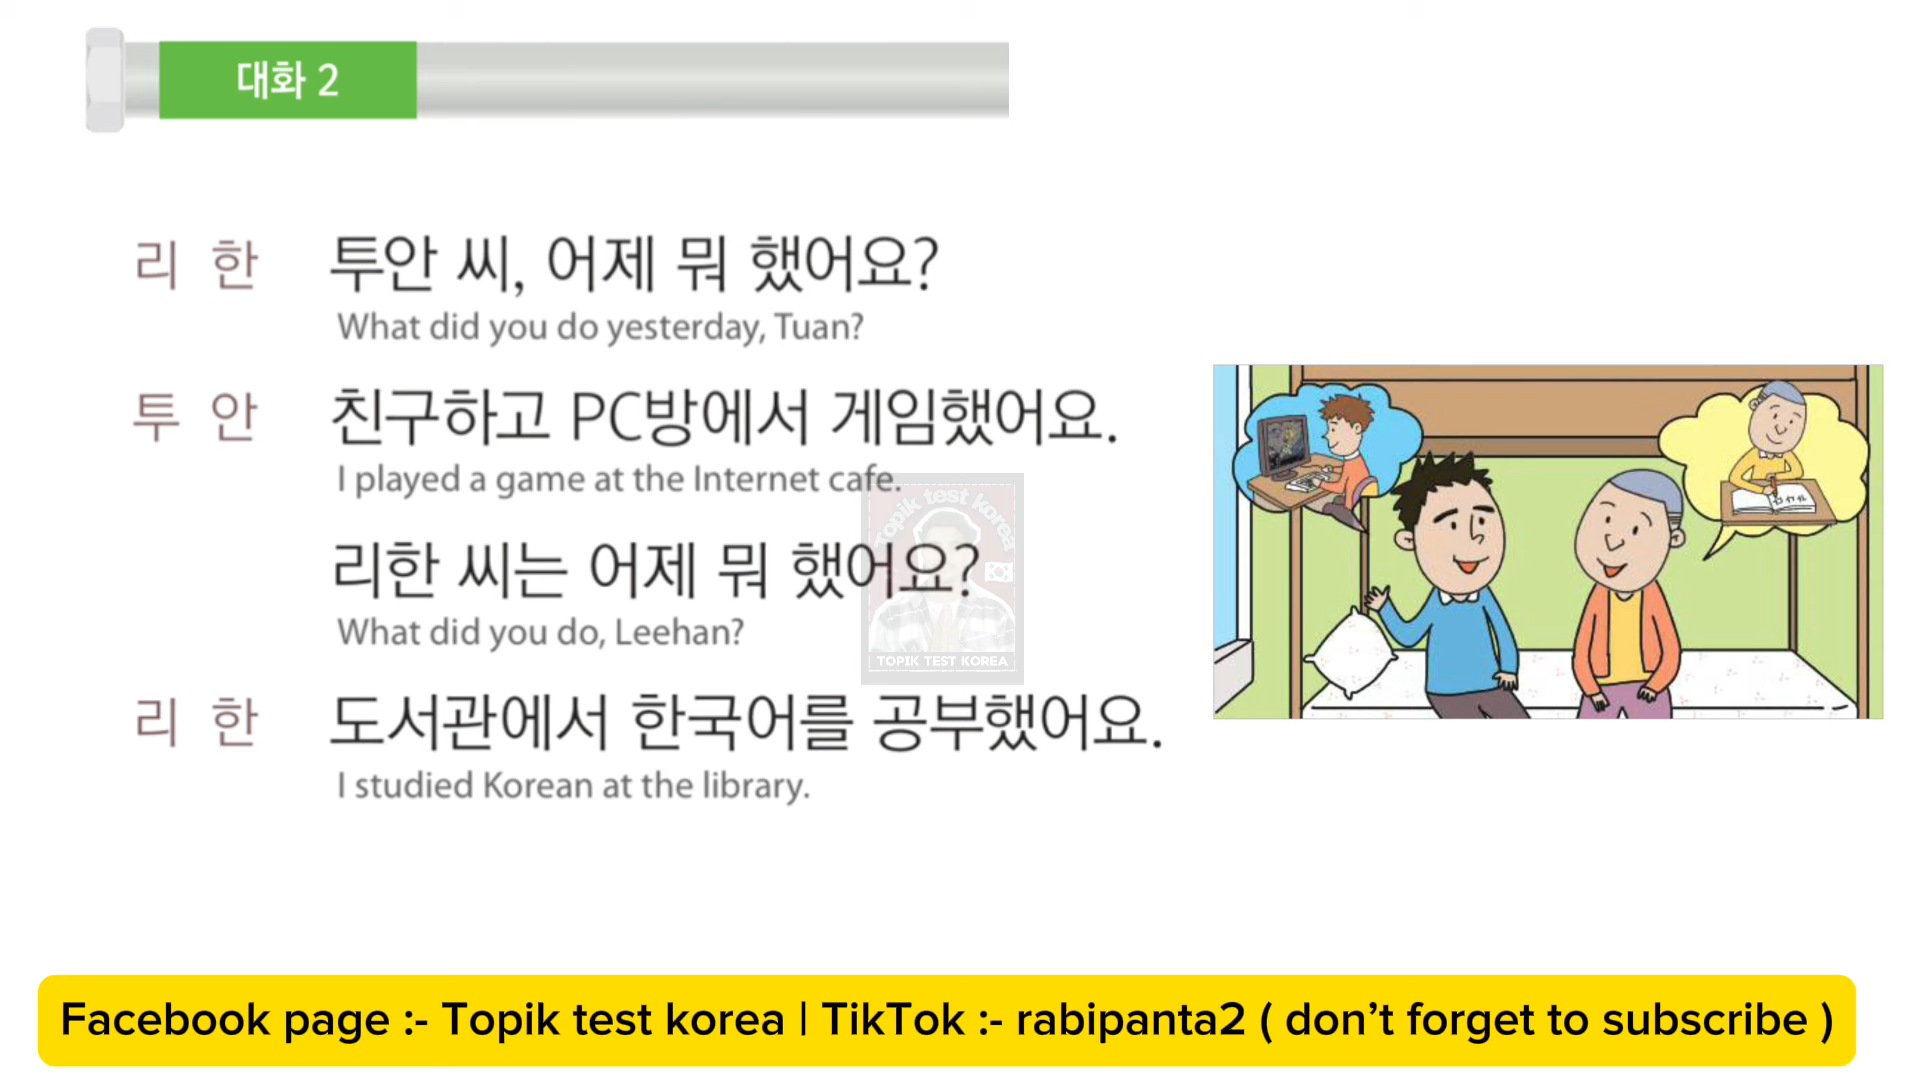 대화 2
리 한 투안 씨, 어제 뭐 했어요?
What did you do yesterday, Tuan?
투 안 친구하고 PC방에서 게임했어요.
I played a game at the Internet cafe.
리한 씨는 어제 뭐 했어요?
What did you do, Leehan?
리 한 도서관에서 한국어를 공부했어요.
I studied Korean at the library.
Topik test korea
TOPIK TEST KOREA
Facebook page :- Topik test korea | TikTok :- rabipanta2 ( don’t forget to subscribe )